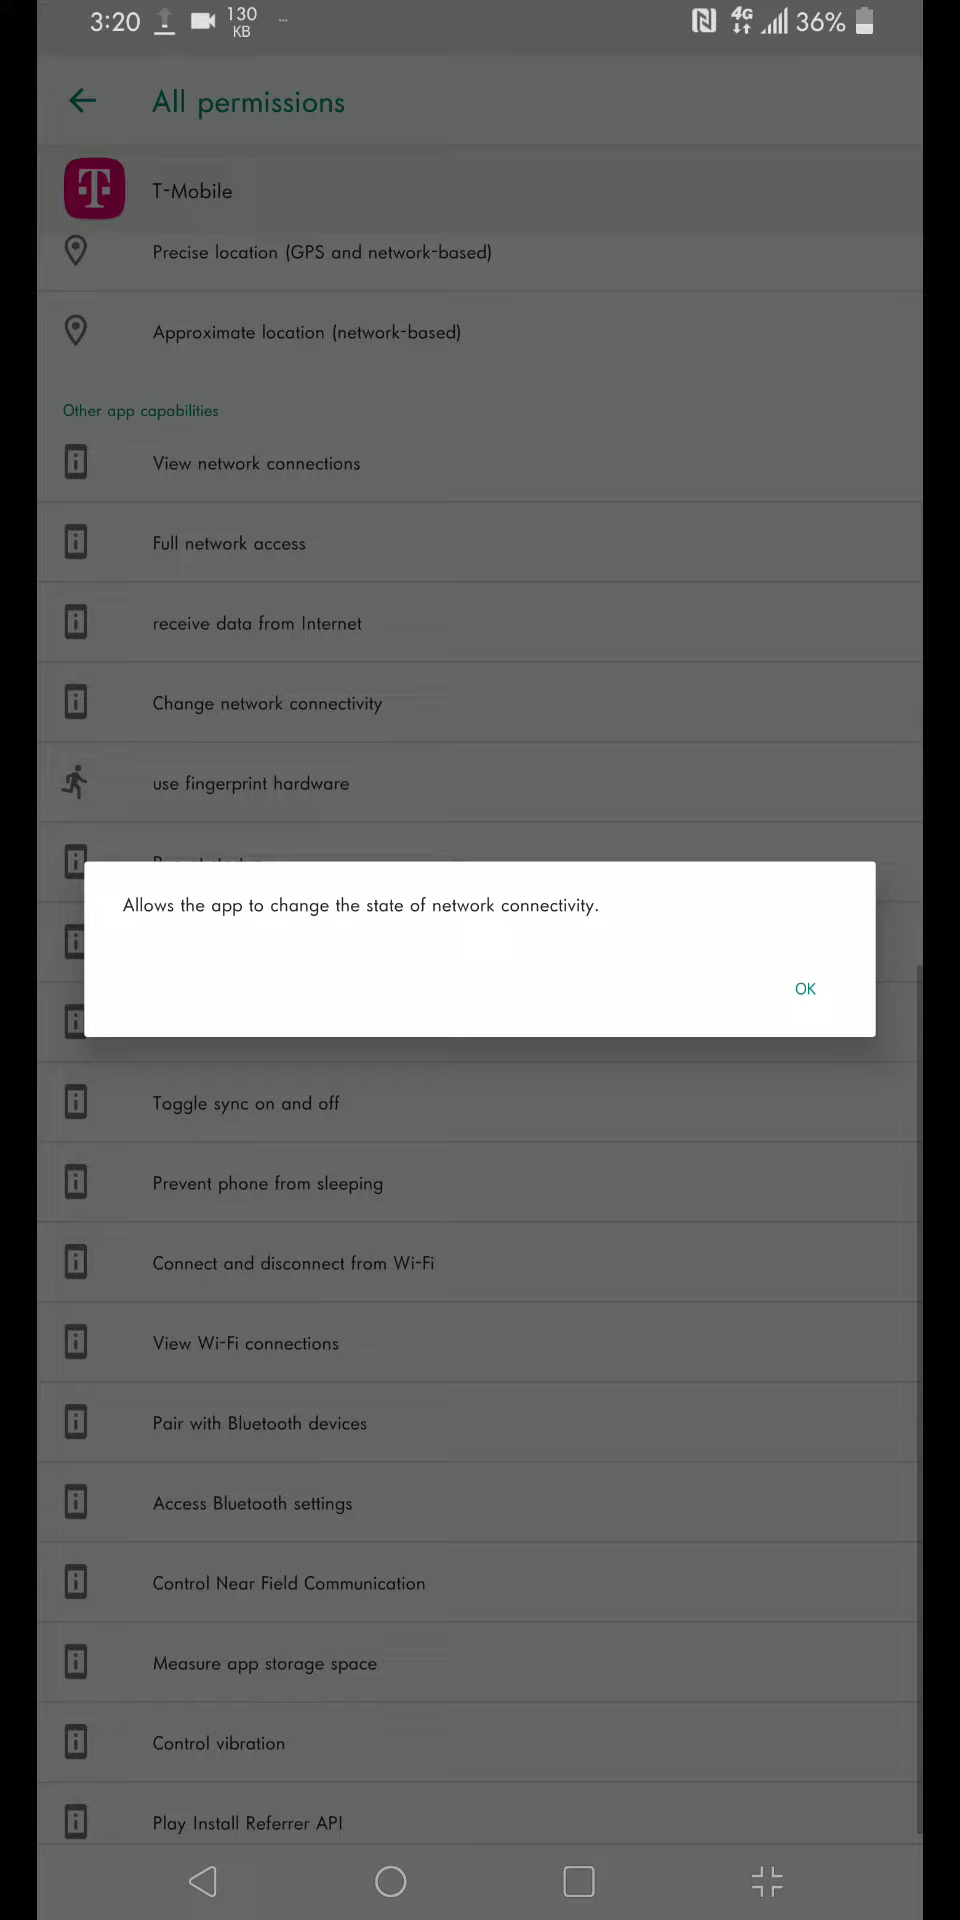 3:20 130 KB ... 4G 36%
All permissions
T-Mobile
Precise location (GPS and network-based)
Approximate location (network-based)
Other app capabilities
View network connections
Full network access
receive data from Internet
Change network connectivity
use fingerprint hardware
Allows the app to change the state of network connectivity.
OK
Toggle sync on and off
Prevent phone from sleeping
Connect and disconnect from Wi-Fi
View Wi-Fi connections
Pair with Bluetooth devices
Access Bluetooth settings
Control Near Field Communication
Measure app storage space
Control vibration
Play Install Referrer API